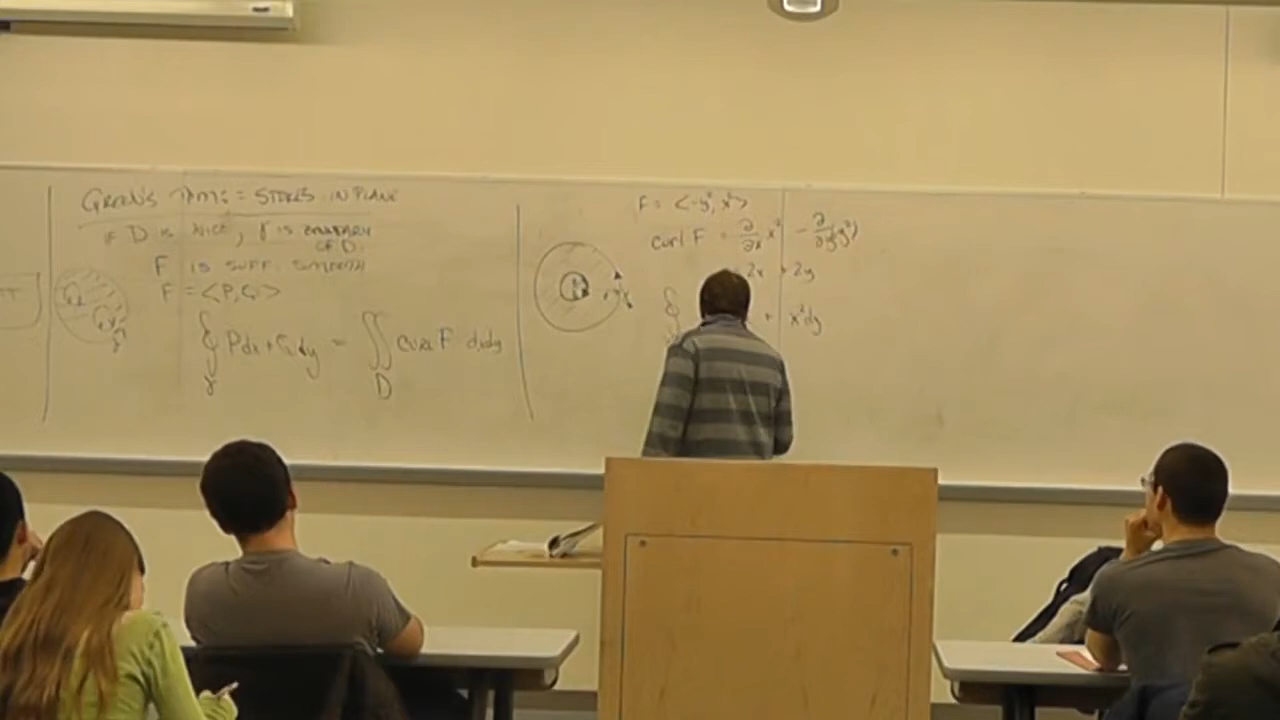 GREEN'S THM: = STOKES IN PLANE
IF D IS NICE, γ IS BOUNDARY
OF D.
F IS SUFF. SMOOTH
F = <P,Q>
∮γ Pdx + Qdy = ∬D CURL F dxdy
F = <-y², x²>
curl F = ∂/∂x x² - ∂/∂y(-y²)
2x + 2y
∮ + x²dy